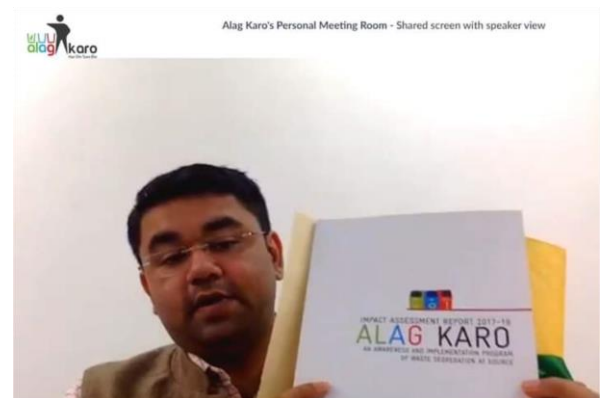 Alag Karo's Personal Meeting Room - Shared screen with speaker view
alag karo
IMPACT ASSESSMENT REPORT 2017-19
ALAG KARO
AN AWARENESS AND IMPLEMENTATION PROGRAM
OF WASTE SEGREGATION AT SOURCE